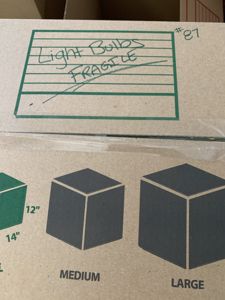 #87
Light Bulbs
FRAGILE
12"
14"
MEDIUM
LARGE